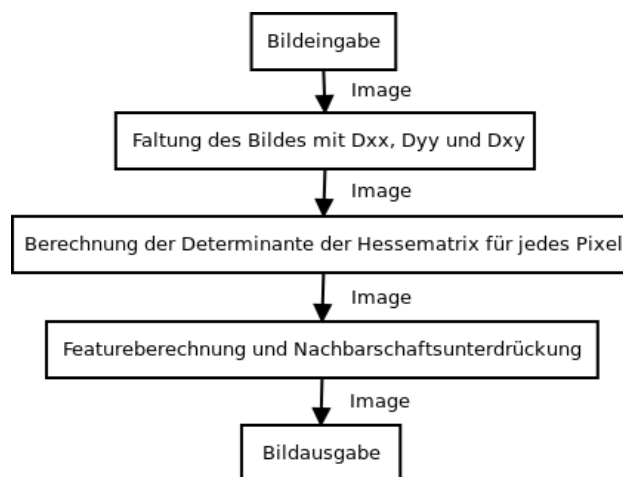 Bildeingabe
Image
Faltung des Bildes mit Dxx, Dyy und Dxy
Image
Berechnung der Determinante der Hessematrix für jedes Pixel
Image
Featureberechnung und Nachbarschaftsunterdrückung
Image
Bildausgabe